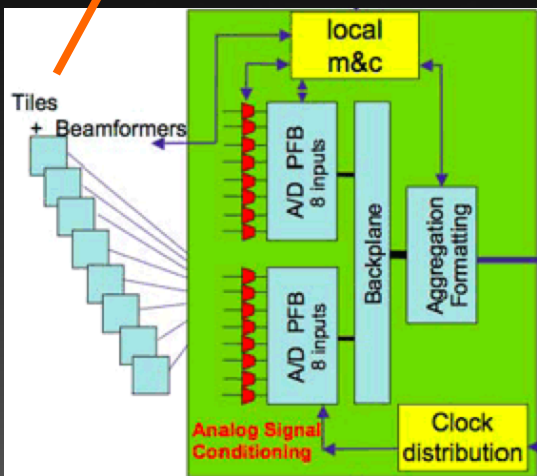 local
m&c
Tiles
+ Beamformers
A/D PFB
8 inputs
Backplane
Aggregation
Formatting
A/D PFB
8 inputs
Analog Signal
Conditioning
Clock
distribution